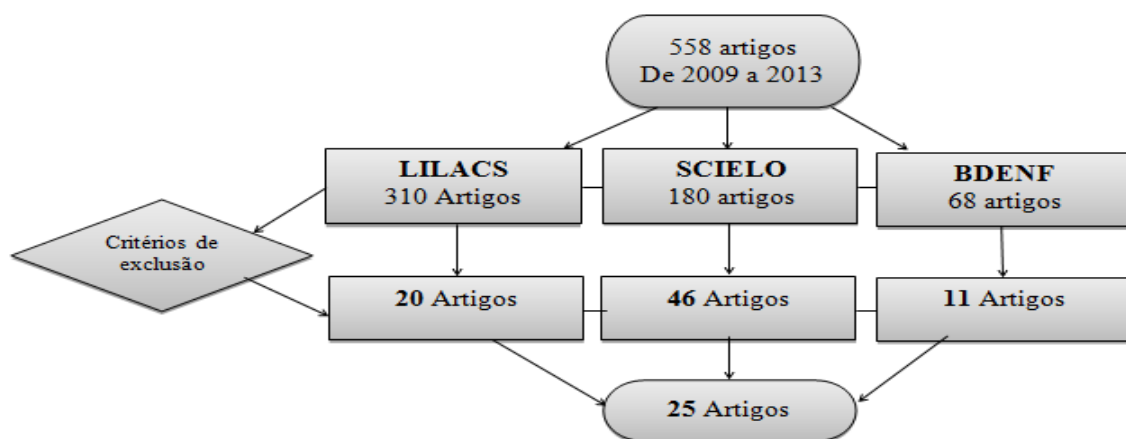 558 artigos
De 2009 a 2013
LILACS
310 Artigos
SCIELO
180 artigos
BDENF
68 artigos
Critérios de
exclusão
20 Artigos
46 Artigos
11 Artigos
25 Artigos